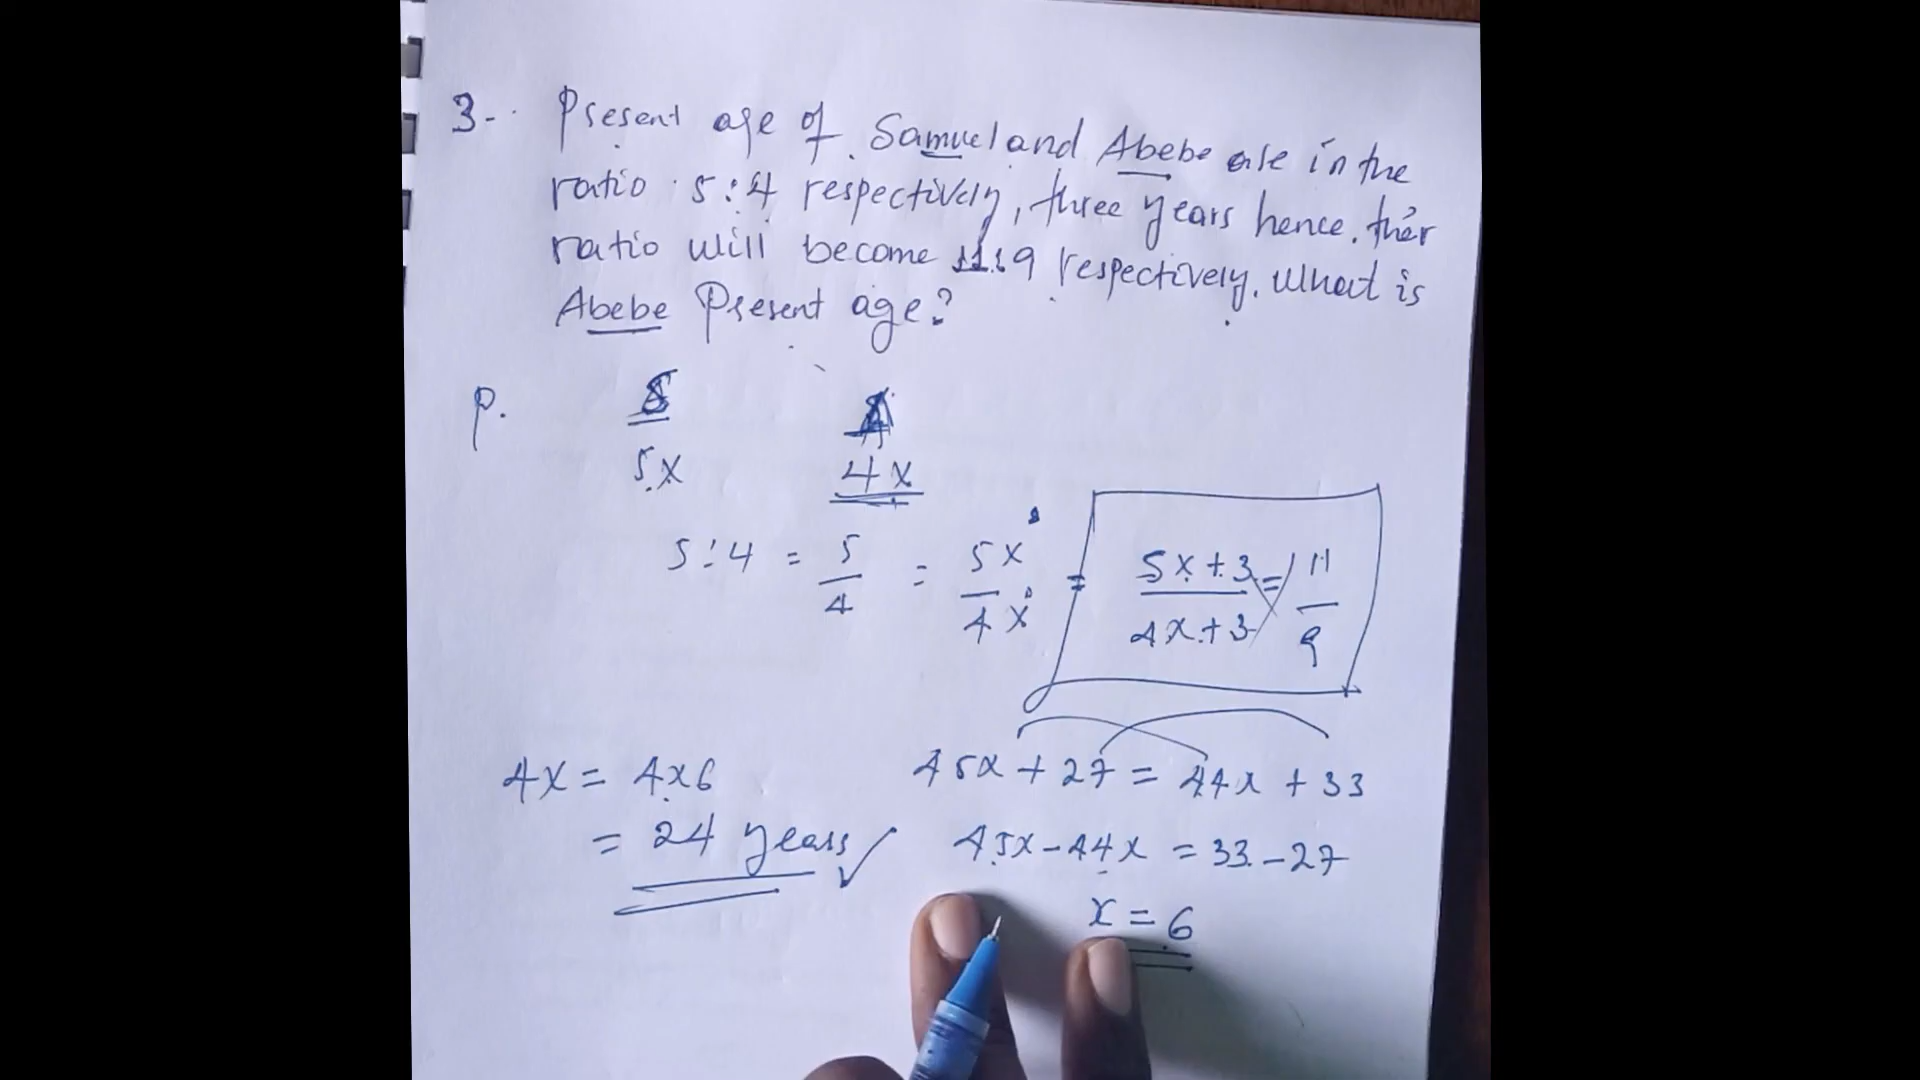 3-. Present age of Samuel and Abebe are in the
ratio 5:4 respectively, three years hence, their
ratio will become 11:9 respectively. What is
Abebe Present age?
P. S A
5x 4x
5:4 = 5/4 = 5x/4x = (5x+3)/(4x+3) = 11/9
45x + 27 = 44x + 33
4x = 4x6
45x - 44x = 33 - 27
= 24 years ✓
x = 6